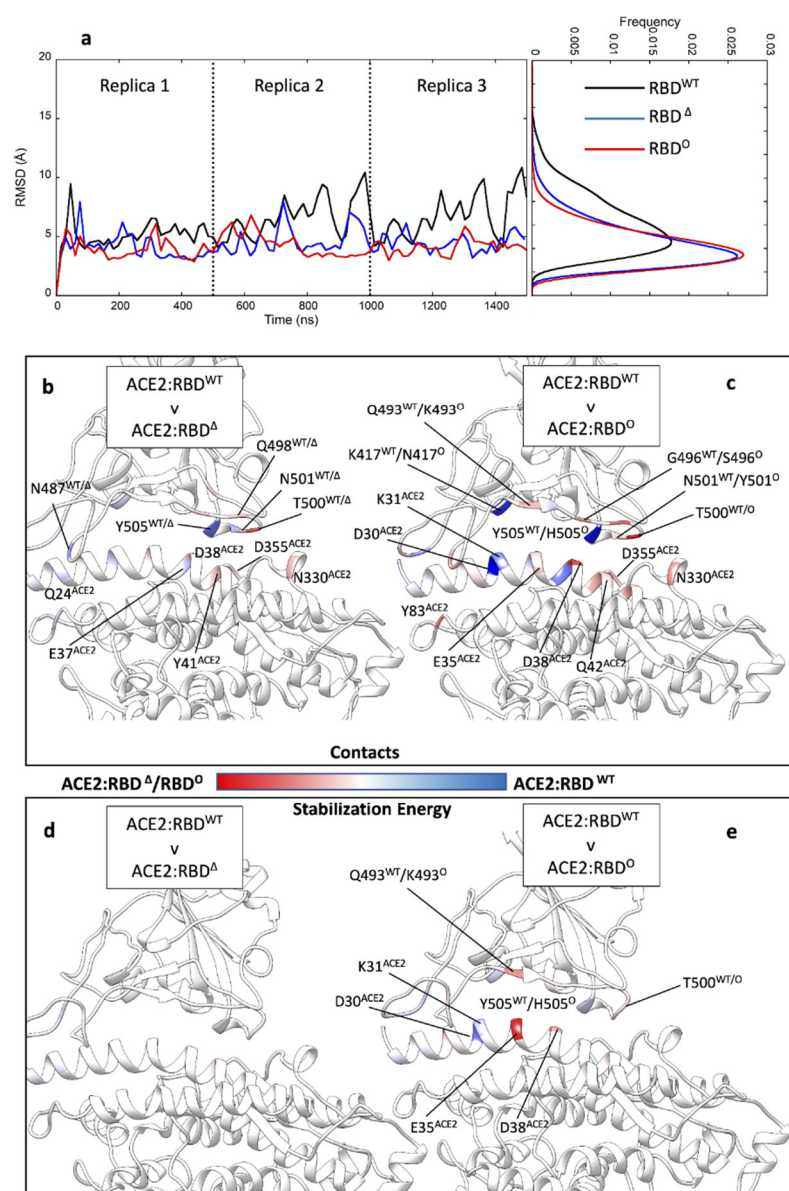 a
Frequency
0
0.005
0.01
0.015
0.02
0.025
0.03
20
15
10
5
0
RMSD (Å)
Replica 1
Replica 2
Replica 3
RBD^WT
RBD^Δ
RBD^O
0
200
400
600
800
1000
1200
1400
Time (ns)
b
ACE2:RBD^WT
v
ACE2:RBD^Δ
Q498^WT/Δ
N501^WT/Δ
T500^WT/Δ
N487^WT/Δ
Y505^WT/Δ
D38^ACE2
D355^ACE2
N330^ACE2
Q24^ACE2
E37^ACE2
Y41^ACE2
c
ACE2:RBD^WT
v
ACE2:RBD^O
Q493^WT/K493^O
K417^WT/N417^O
G496^WT/S496^O
N501^WT/Y501^O
K31^ACE2
T500^WT/O
D30^ACE2
Y505^WT/H505^O
D355^ACE2
N330^ACE2
Y83^ACE2
E35^ACE2
D38^ACE2
Q42^ACE2
Contacts
ACE2:RBD^Δ/RBD^O
ACE2:RBD^WT
Stabilization Energy
d
ACE2:RBD^WT
v
ACE2:RBD^Δ
e
ACE2:RBD^WT
v
ACE2:RBD^O
Q493^WT/K493^O
K31^ACE2
T500^WT/O
D30^ACE2
Y505^WT/H505^O
E35^ACE2
D38^ACE2